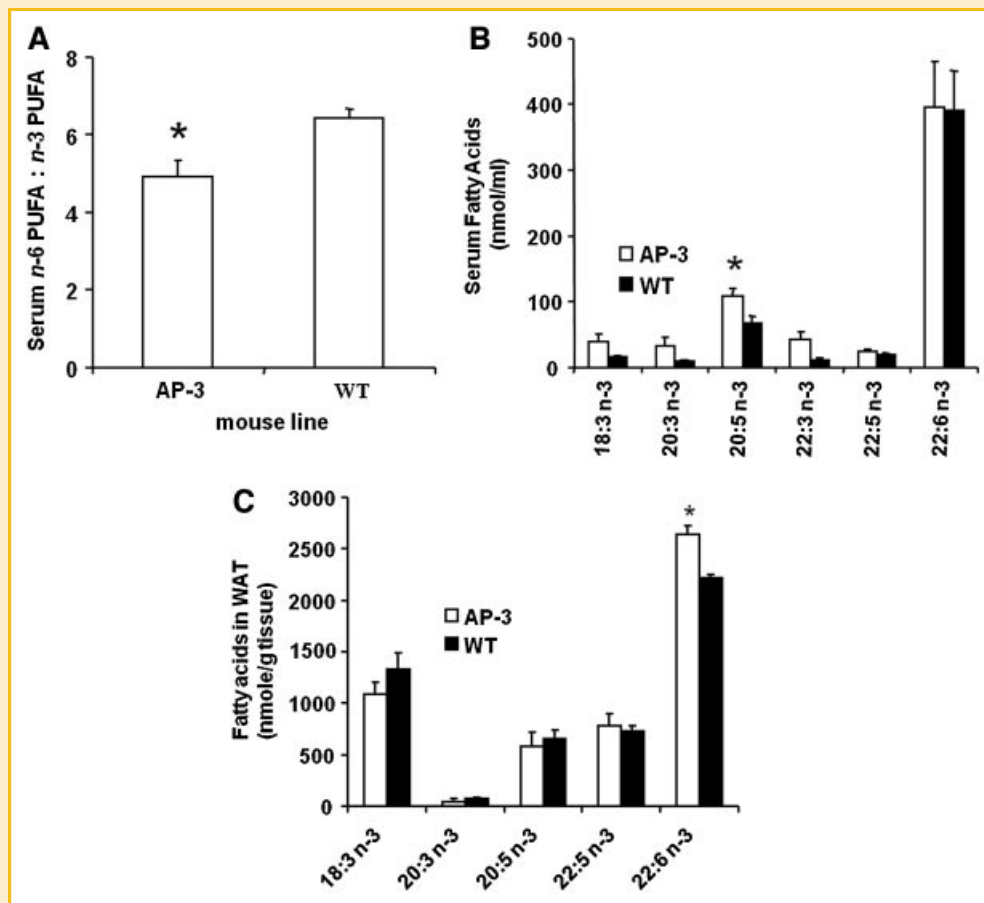 A
8
6
4
2
0
Serum n-6 PUFA : n-3 PUFA
*
AP-3
WT
mouse line
B
500
400
300
200
100
0
Serum Fatty Acids
(nmol/ml)
AP-3
WT
*
18:3 n-3
20:3 n-3
20:5 n-3
22:3 n-3
22:5 n-3
22:6 n-3
C
3000
2500
2000
1500
1000
500
0
Fatty acids in WAT
(nmole/g tissue)
AP-3
WT
*
18:3 n-3
20:3 n-3
20:5 n-3
22:5 n-3
22:6 n-3